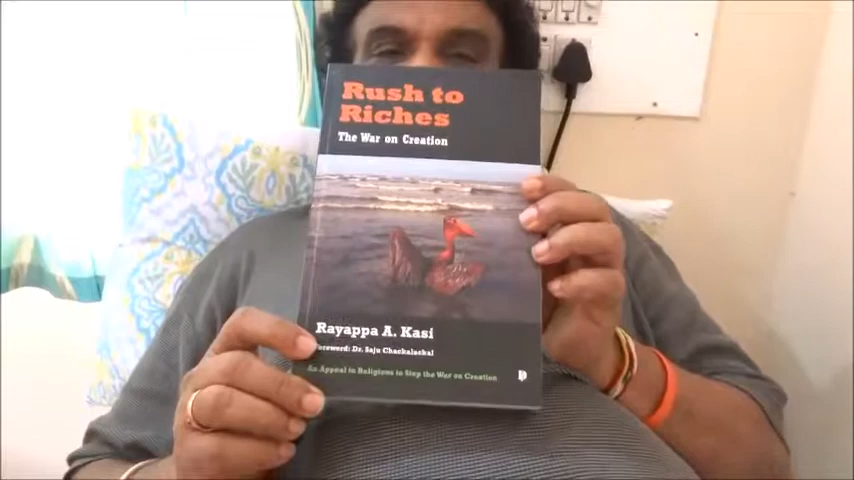 Rush to
Riches
The War on Creation
Rayappa A. Kasi
Foreword: Dr. Saju Chackalackal
An Appeal to Religions to Stop the War on Creation